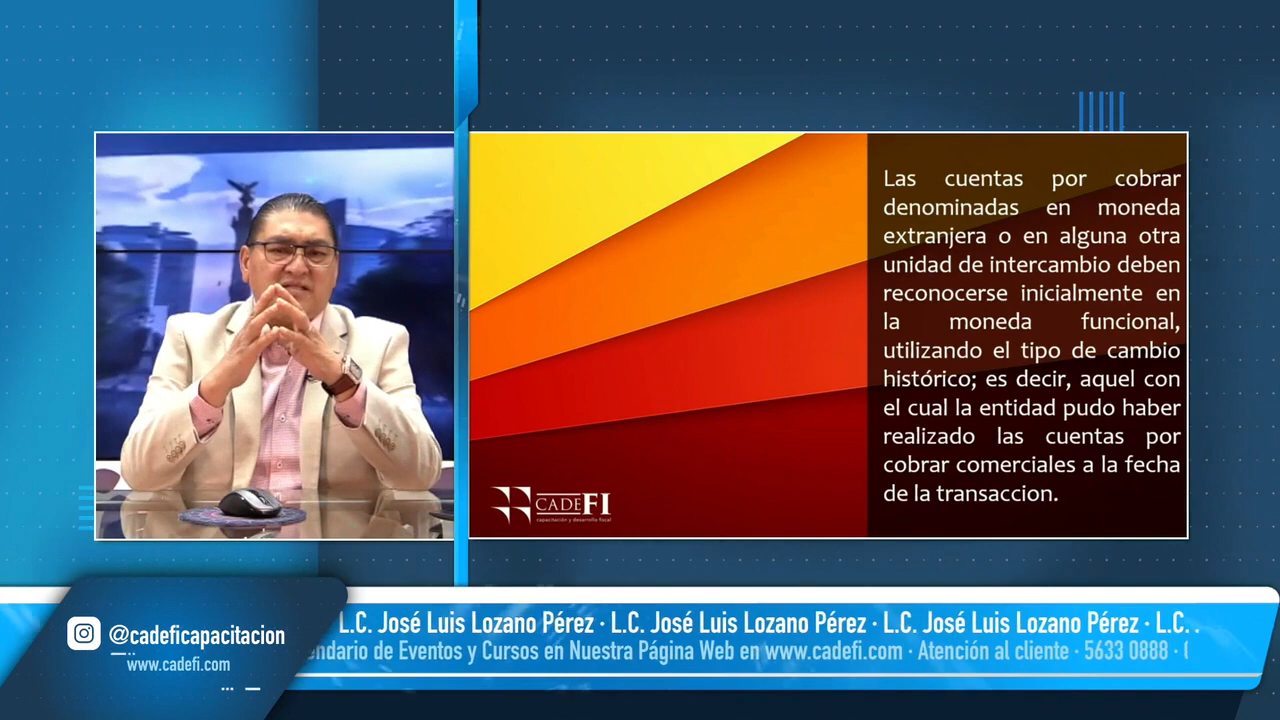 Las cuentas por cobrar
denominadas en moneda
extranjera o en alguna otra
unidad de intercambio deben
reconocerse inicialmente en
la moneda funcional,
utilizando el tipo de cambio
histórico; es decir, aquel con
el cual la entidad pudo haber
realizado las cuentas por
cobrar comerciales a la fecha
de la transaccion.
CADEFI
capacitación y desarrollo fiscal
@cadeficapacitacion
www.cadefi.com
L.C. José Luis Lozano Pérez · L.C. José Luis Lozano Pérez · L.C. José Luis Lozano Pérez · L.C. .
endario de Eventos y Cursos en Nuestra Página Web en www.cadefi.com · Atención al cliente · 5633 0888 ·